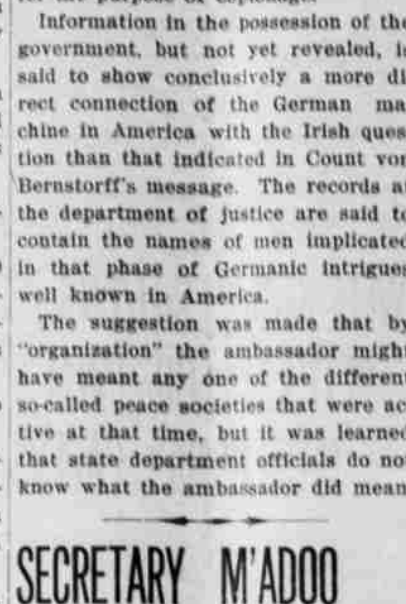 Information in the possession of the
government, but not yet revealed, is
said to show conclusively a more di
rect connection of the German ma
chine in America with the Irish ques
tion than that indicated in Count von
Bernstorff's message. The records at
the department of justice are said to
contain the names of men implicated
in that phase of Germanic intrigues
well known in America.
The suggestion was made that by
"organization" the ambassador might
have meant any one of the different
so-called peace societies that were ac
tive at that time, but it was learned
that state department officials do not
know what the ambassador did mean
SECRETARY M'ADOO